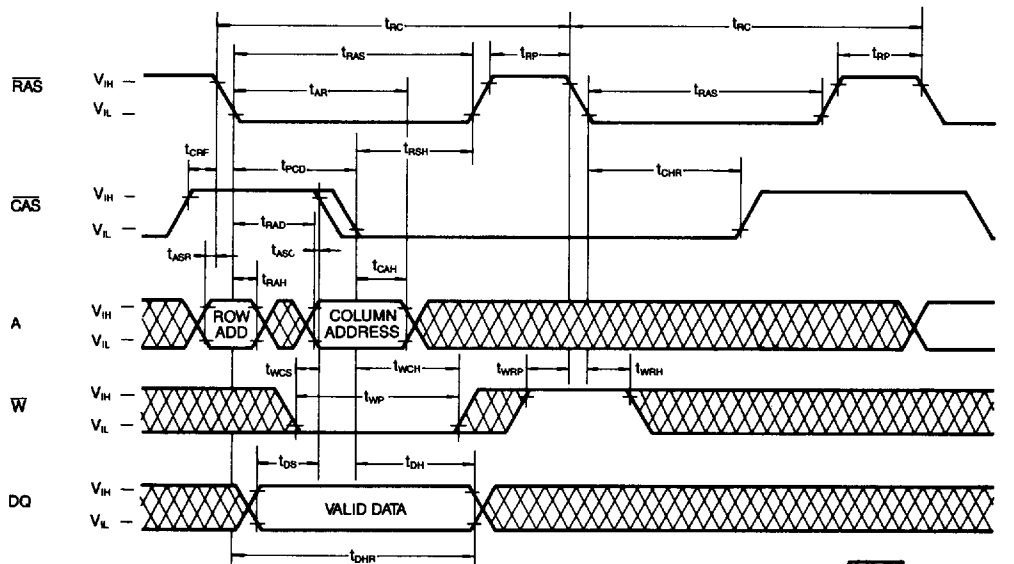 tRC tRC
tRAS tRP tRP
RAS VIH
tAR tRAS
VIL
tCRF tPCD tRSH tCHR
CAS VIH
VIL tRAD
tASR tASC
tRAH tCAH
A VIH ROW COLUMN
VIL ADD ADDRESS
tWCS tWCH tWRP tWRH
W VIH tWP
VIL
tDS tDH
DQ VIH
VIL VALID DATA
tDHR